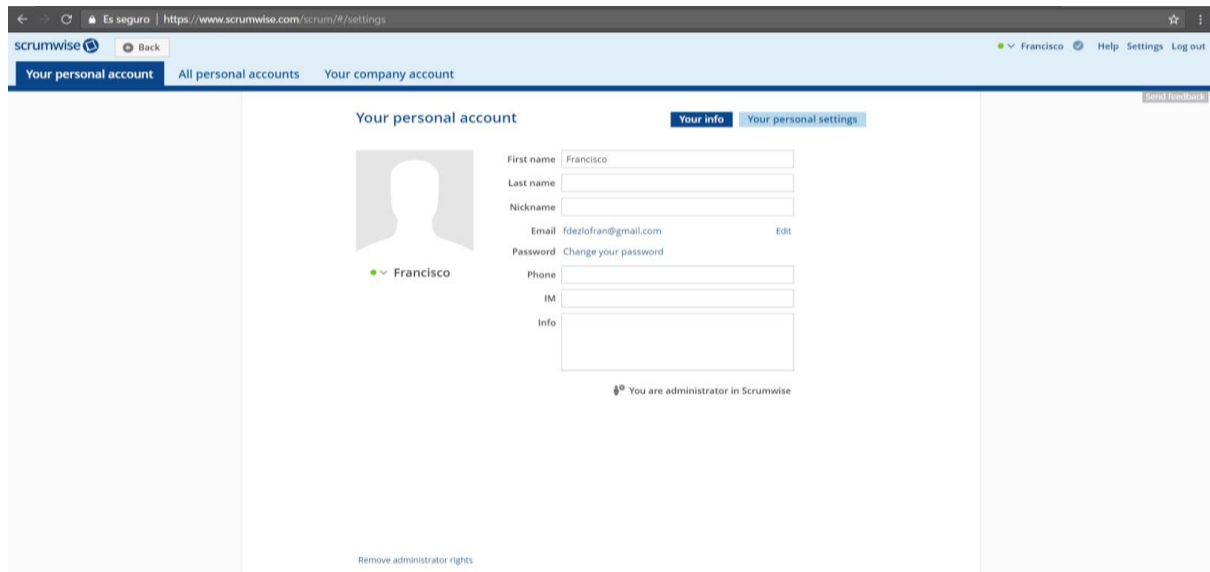 Es seguro | https://www.scrumwise.com/scrum/#/settings
scrumwise Back Francisco Help Settings Log out
Your personal account All personal accounts Your company account
Send feedback
Your personal account Your info Your personal settings
First name Francisco
Last name
Nickname
Email fdezlofran@gmail.com Edit
Password Change your password
Francisco Phone
IM
Info
You are administrator in Scrumwise
Remove administrator rights